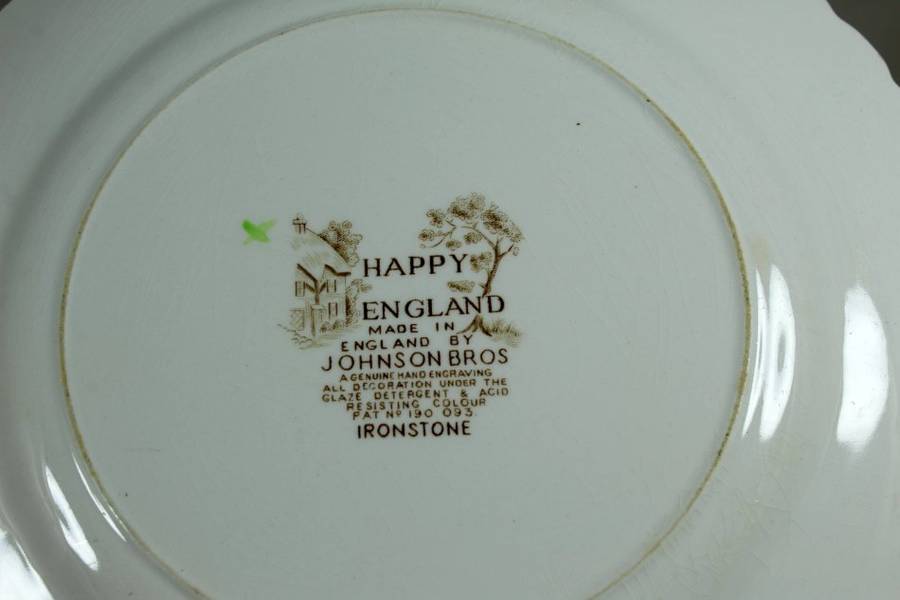 HAPPY
ENGLAND
MADE IN
ENGLAND BY
JOHNSON BROS
A GENUINE HAND ENGRAVING
ALL DECORATION UNDER THE
GLAZE DETERGENT & ACID
RESISTING COLOUR
PAT Nº 190 093.
IRONSTONE